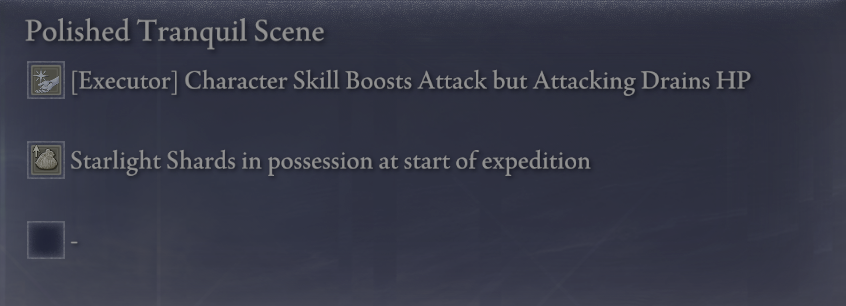 Polished Tranquil Scene
[Executor] Character Skill Boosts Attack but Attacking Drains HP
Starlight Shards in possession at start of expedition
-